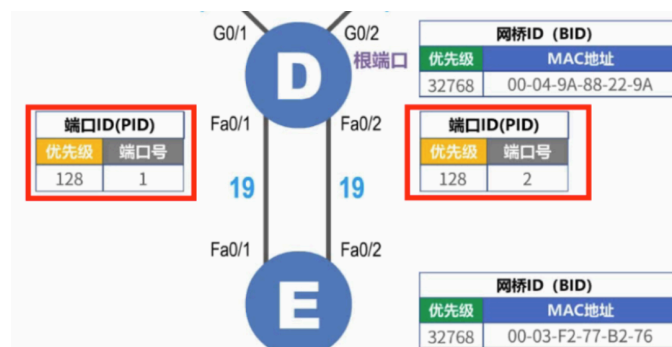 G0/1
G0/2
根端口
D
网桥ID（BID）
优先级 MAC地址
32768 00-04-9A-88-22-9A
端口ID(PID)
优先级 端口号
128 1
Fa0/1
Fa0/2
端口ID(PID)
优先级 端口号
128 2
19
19
Fa0/1
Fa0/2
E
网桥ID（BID）
优先级 MAC地址
32768 00-03-F2-77-B2-76